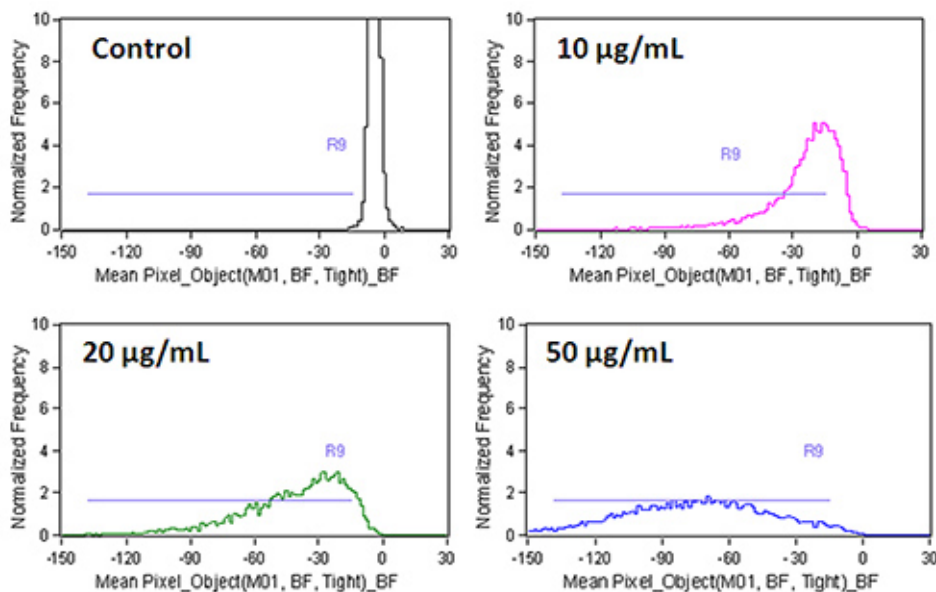 Control
R9
Normalized Frequency
10
8
6
4
2
0
-150 -120 -90 -60 -30 0 30
Mean Pixel_Object(M01, BF, Tight)_BF
10 µg/mL
R9
Normalized Frequency
10
8
6
4
2
0
-150 -120 -90 -60 -30 0 30
Mean Pixel_Object(M01, BF, Tight)_BF
20 µg/mL
R9
Normalized Frequency
10
8
6
4
2
0
-150 -120 -90 -60 -30 0 30
Mean Pixel_Object(M01, BF, Tight)_BF
50 µg/mL
R9
Normalized Frequency
10
8
6
4
2
0
-150 -120 -90 -60 -30 0 30
Mean Pixel_Object(M01, BF, Tight)_BF